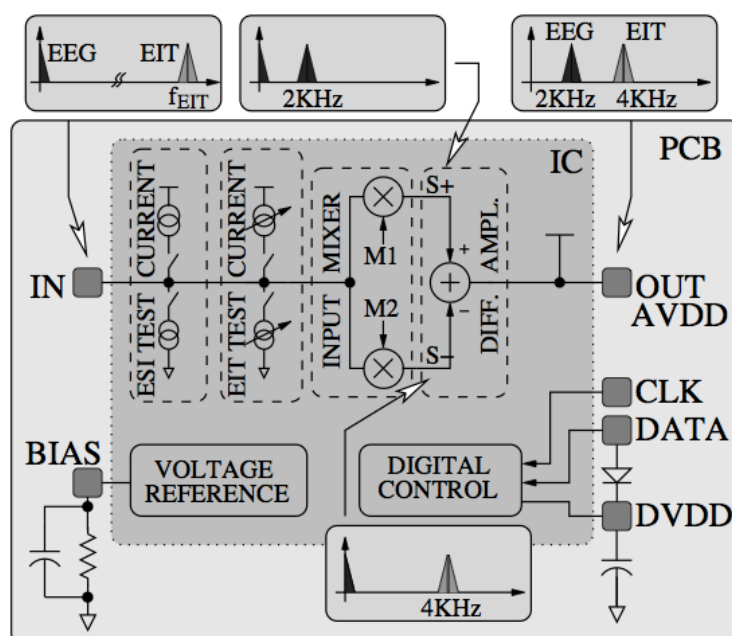 EEG
EIT
f_EIT
2KHz
EEG
EIT
2KHz
4KHz
PCB
IC
ESI TEST CURRENT
EIT TEST CURRENT
INPUT MIXER
M1
M2
S+
S−
+
−
DIFF. AMPL.
IN
OUT
AVDD
CLK
DATA
DVDD
BIAS
VOLTAGE
REFERENCE
DIGITAL
CONTROL
4KHz